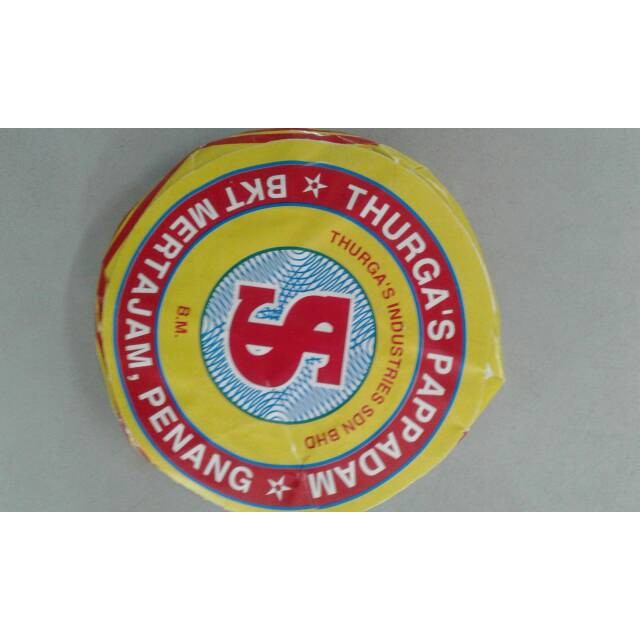 THURGA'S PAPPADAM
BKT MERTAJAM, PENANG
THURGA'S INDUSTRIES SDN BHD
B.M.